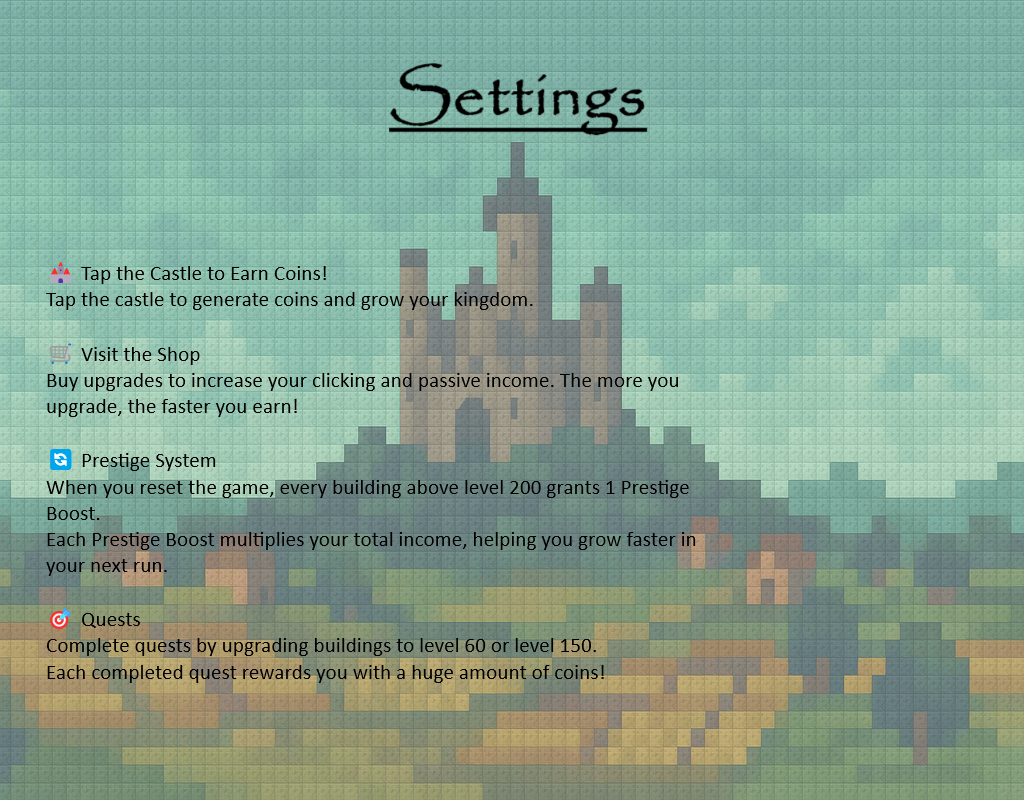 Settings
🏰 Tap the Castle to Earn Coins!
Tap the castle to generate coins and grow your kingdom.
🛒 Visit the Shop
Buy upgrades to increase your clicking and passive income. The more you
upgrade, the faster you earn!
🔄 Prestige System
When you reset the game, every building above level 200 grants 1 Prestige
Boost.
Each Prestige Boost multiplies your total income, helping you grow faster in
your next run.
🎯 Quests
Complete quests by upgrading buildings to level 60 or level 150.
Each completed quest rewards you with a huge amount of coins!